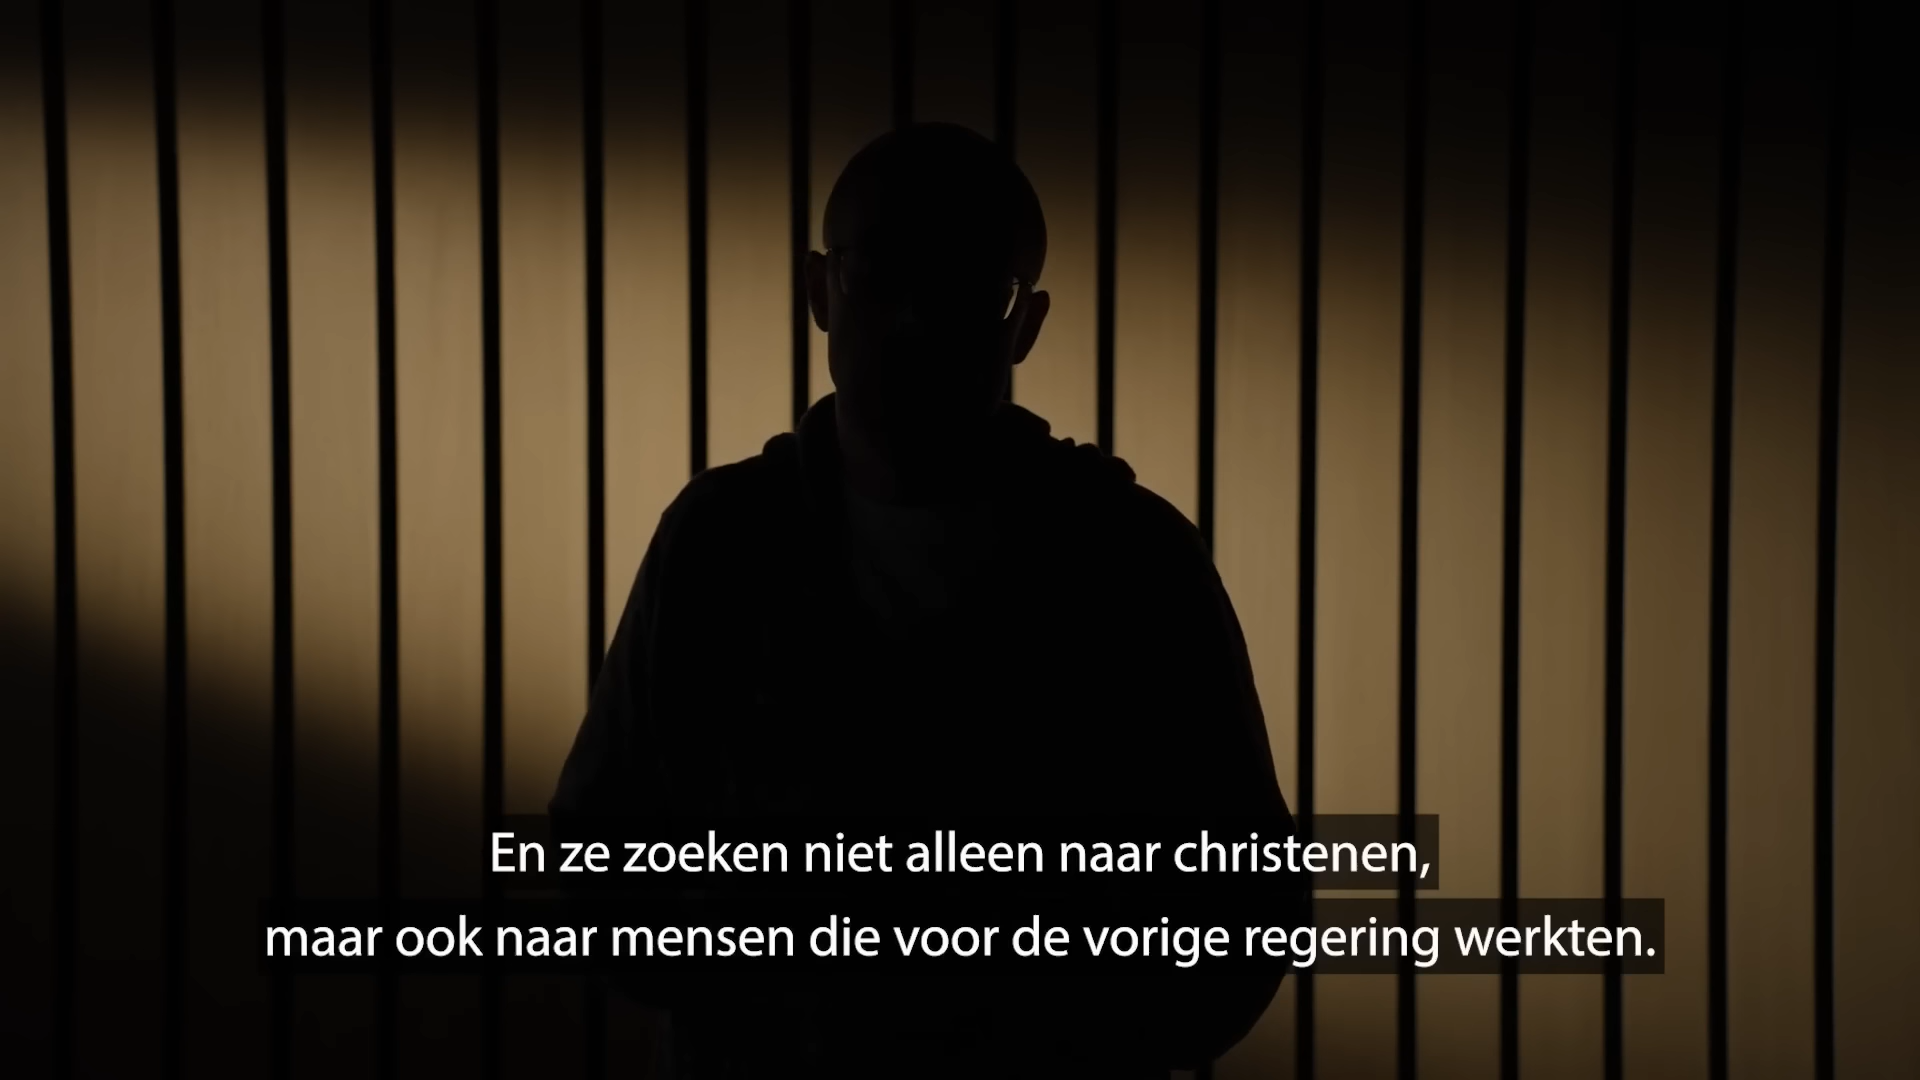 En ze zoeken niet alleen naar christenen,
maar ook naar mensen die voor de vorige regering werkten.